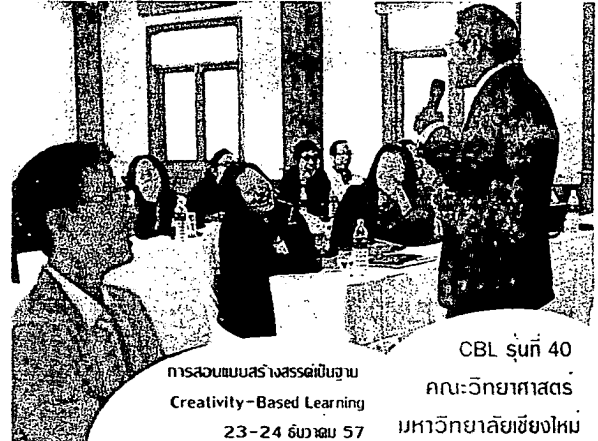 การสอนแบบสร้างสรรค์เป็นฐาน
Creativity-Based Learning
23-24 ธันวาคม 57
CBL รุ่นที่ 40
คณะวิทยาศาสตร์
มหาวิทยาลัยเชียงใหม่